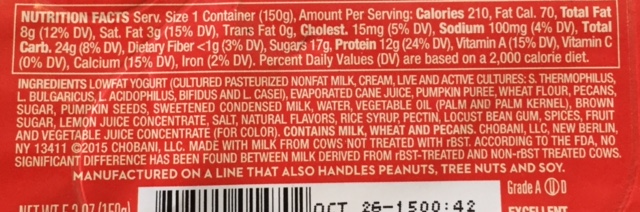 NUTRITION FACTS Serv. Size 1 Container (150g), Amount Per Serving: Calories 210, Fat Cal. 70, Total Fat
8g (12% DV), Sat. Fat 3g (15% DV), Trans Fat 0g, Cholest. 15mg (5% DV), Sodium 100mg (4% DV), Total
Carb. 24g (8% DV), Dietary Fiber <1g (3% DV), Sugars 17g, Protein 12g (24% DV), Vitamin A (15% DV), Vitamin C
(0% DV), Calcium (15% DV), Iron (2% DV). Percent Daily Values (DV) are based on a 2,000 calorie diet.
INGREDIENTS LOWFAT YOGURT (CULTURED PASTEURIZED NONFAT MILK, CREAM, LIVE AND ACTIVE CULTURES: S. THERMOPHILUS,
L. BULGARICUS, L. ACIDOPHILUS, BIFIDUS AND L. CASEI), EVAPORATED CANE JUICE, PUMPKIN PUREE, WHEAT FLOUR, PECANS,
SUGAR, PUMPKIN SEEDS, SWEETENED CONDENSED MILK, WATER, VEGETABLE OIL (PALM AND PALM KERNEL), BROWN
SUGAR, LEMON JUICE CONCENTRATE, SALT, NATURAL FLAVORS, RICE SYRUP, PECTIN, LOCUST BEAN GUM, SPICES, FRUIT
AND VEGETABLE JUICE CONCENTRATE (FOR COLOR). CONTAINS MILK, WHEAT AND PECANS. CHOBANI, LLC, NEW BERLIN,
NY 13411 ©2015 CHOBANI, LLC. MADE WITH MILK FROM COWS NOT TREATED WITH rBST. ACCORDING TO THE FDA, NO
SIGNIFICANT DIFFERENCE HAS BEEN FOUND BETWEEN MILK DERIVED FROM rBST-TREATED AND NON-rBST TREATED COWS.
MANUFACTURED ON A LINE THAT ALSO HANDLES PEANUTS, TREE NUTS AND SOY.
Grade A Ⓤ D
NET WT 5.3 OZ (150g)
OCT 26-1500:42
EXCELLENT